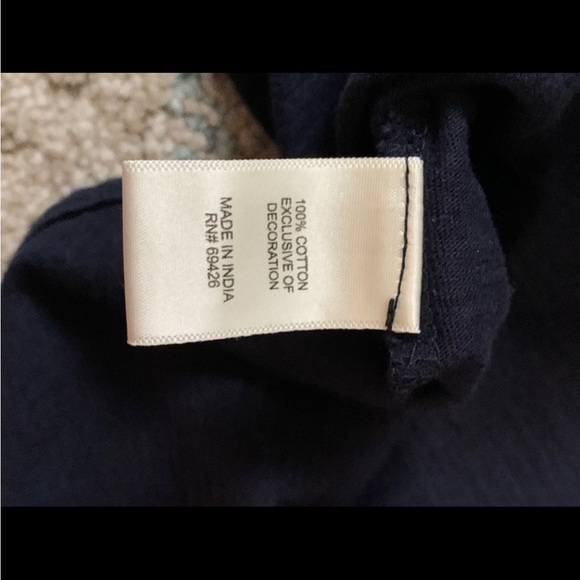 100% COTTON
EXCLUSIVE OF
DECORATION
MADE IN INDIA
RN# 69426